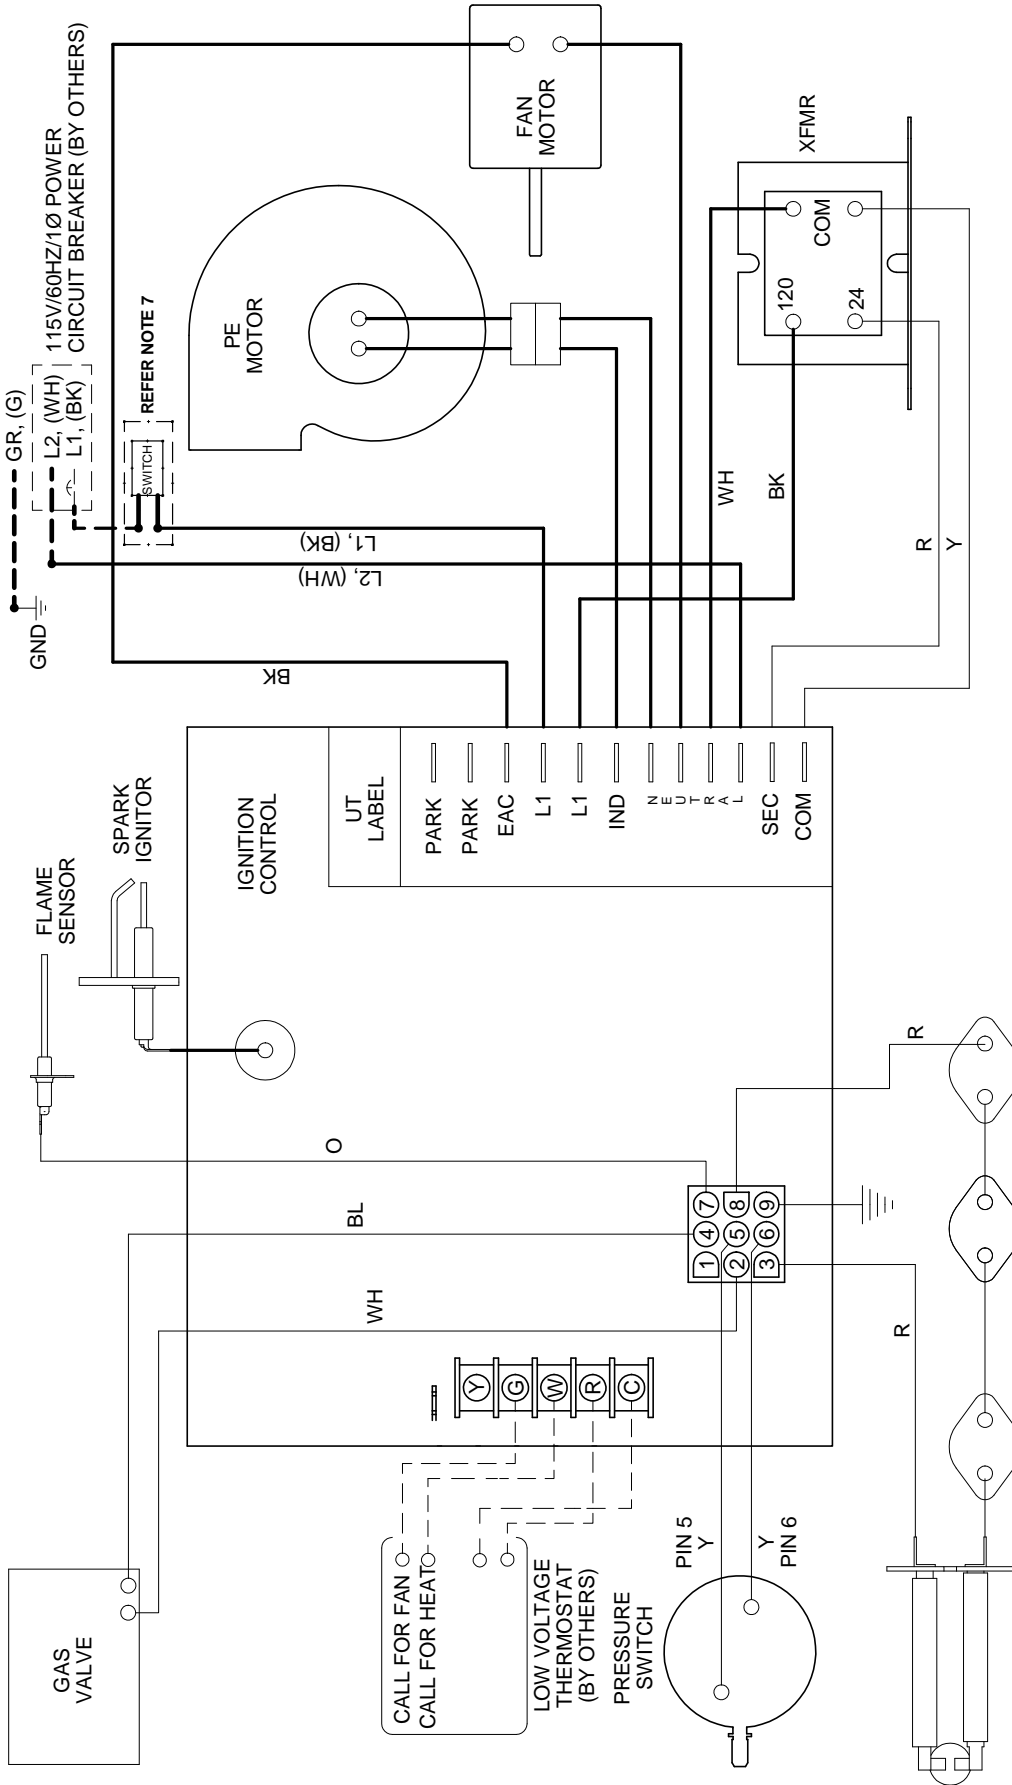 GR, (G)
GND
L2, (WH)
L1, (BK)
115V/60HZ/1Ø POWER
CIRCUIT BREAKER (BY OTHERS)
SWITCH
REFER NOTE 7
L1, (BK)
L2, (WH)
BK
PE
MOTOR
FAN
MOTOR
XFMR
120
COM
24
WH
BK
R
Y
FLAME
SENSOR
SPARK
IGNITOR
IGNITION
CONTROL
UT
LABEL
PARK
PARK
EAC
L1
L1
IND
N
E
U
T
R
A
L
SEC
COM
O
BL
WH
1
4
7
2
5
8
3
6
9
R
R
Y
G
W
R
C
GAS
VALVE
CALL FOR FAN
CALL FOR HEAT
LOW VOLTAGE
THERMOSTAT
(BY OTHERS)
PRESSURE
SWITCH
PIN 5
Y
Y
PIN 6